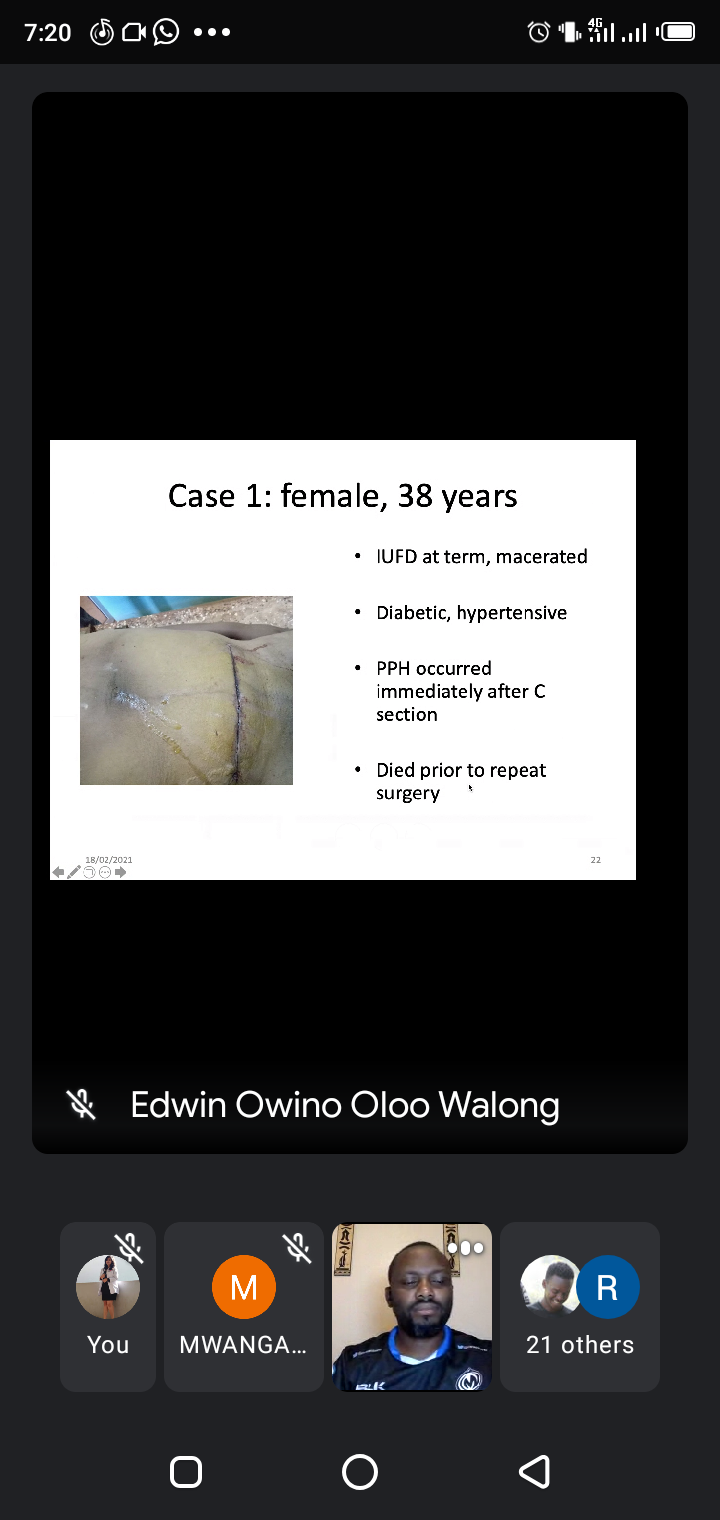 7:20
4G
Case 1: female, 38 years
• IUFD at term, macerated
• Diabetic, hypertensive
• PPH occurred
immediately after C
section
• Died prior to repeat
surgery
18/02/2021
22
Edwin Owino Oloo Walong
You
M
MWANGA...
R
21 others